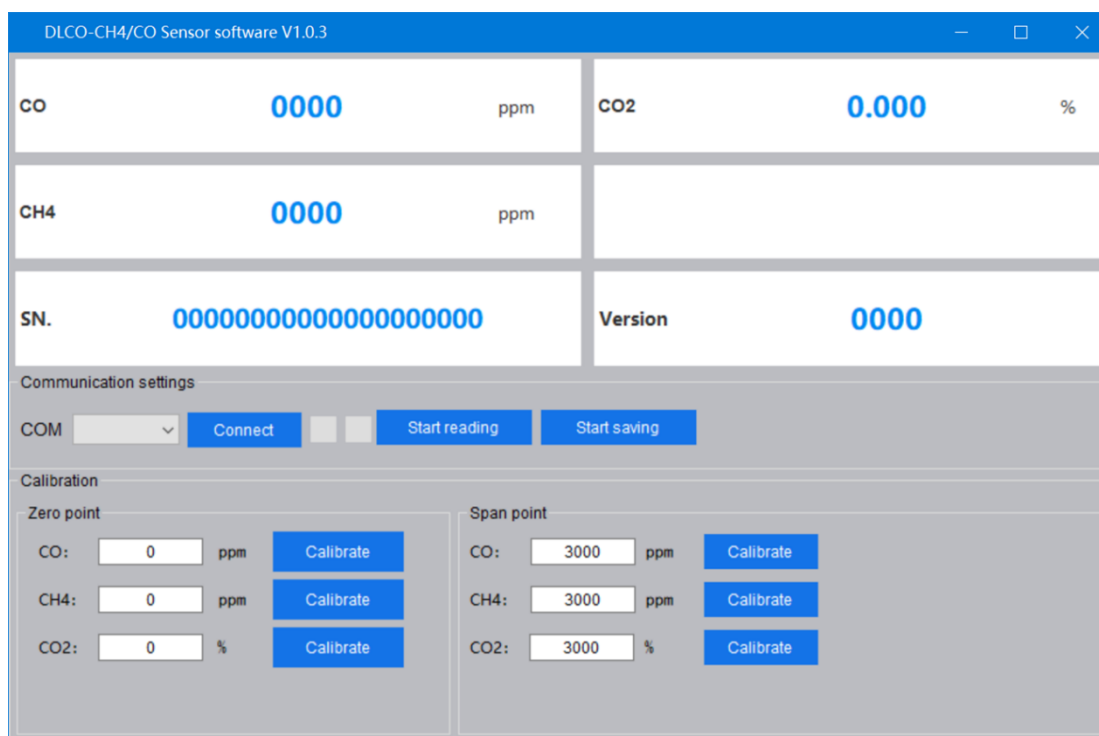 DLCO-CH4/CO Sensor software V1.0.3
CO 0000 ppm CO2 0.000 %
CH4 0000 ppm
SN. 00000000000000000000 Version 0000
Communication settings
COM Connect Start reading Start saving
Calibration
Zero point Span point
CO: 0 ppm Calibrate CO: 3000 ppm Calibrate
CH4: 0 ppm Calibrate CH4: 3000 ppm Calibrate
CO2: 0 % Calibrate CO2: 3000 % Calibrate